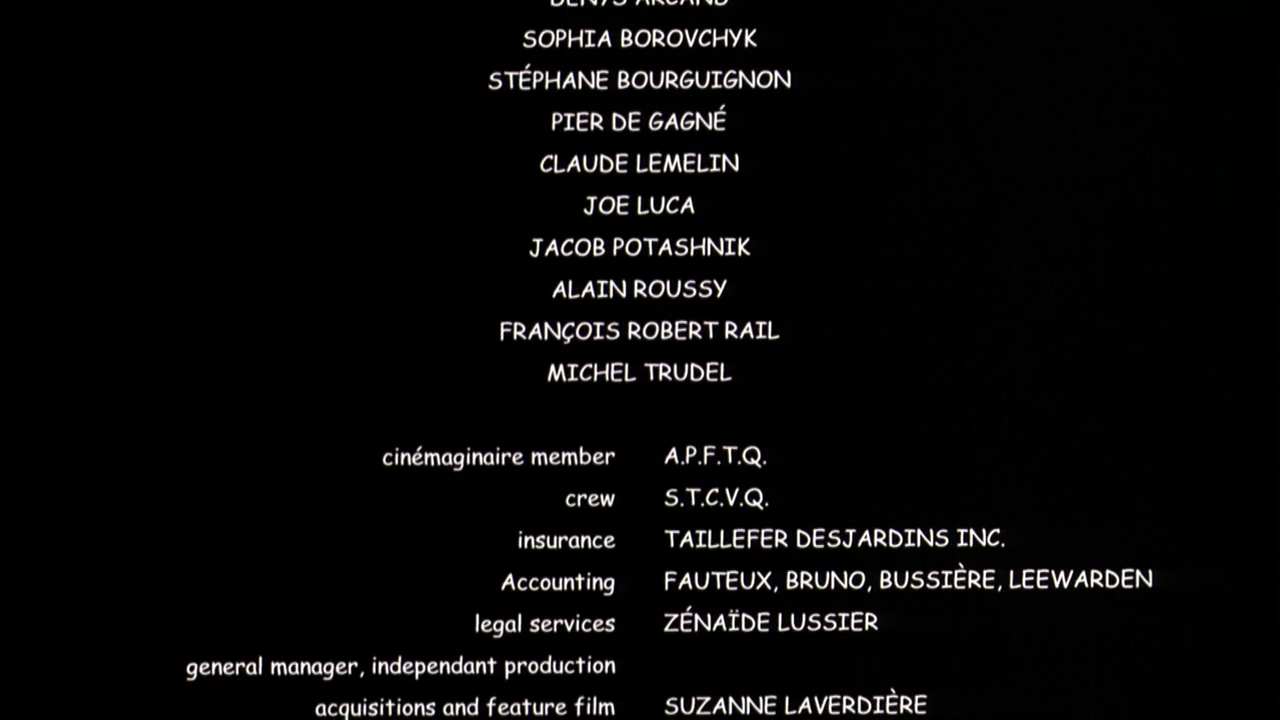 DENYS ARCAND
SOPHIA BOROVCHYK
STÉPHANE BOURGUIGNON
PIER DE GAGNÉ
CLAUDE LEMELIN
JOE LUCA
JACOB POTASHNIK
ALAIN ROUSSY
FRANÇOIS ROBERT RAIL
MICHEL TRUDEL
cinémaginaire member A.P.F.T.Q.
crew S.T.C.V.Q.
insurance TAILLEFER DESJARDINS INC.
Accounting FAUTEUX, BRUNO, BUSSIÈRE, LEEWARDEN
legal services ZÉNAÏDE LUSSIER
general manager, independant production
acquisitions and feature film SUZANNE LAVERDIÈRE